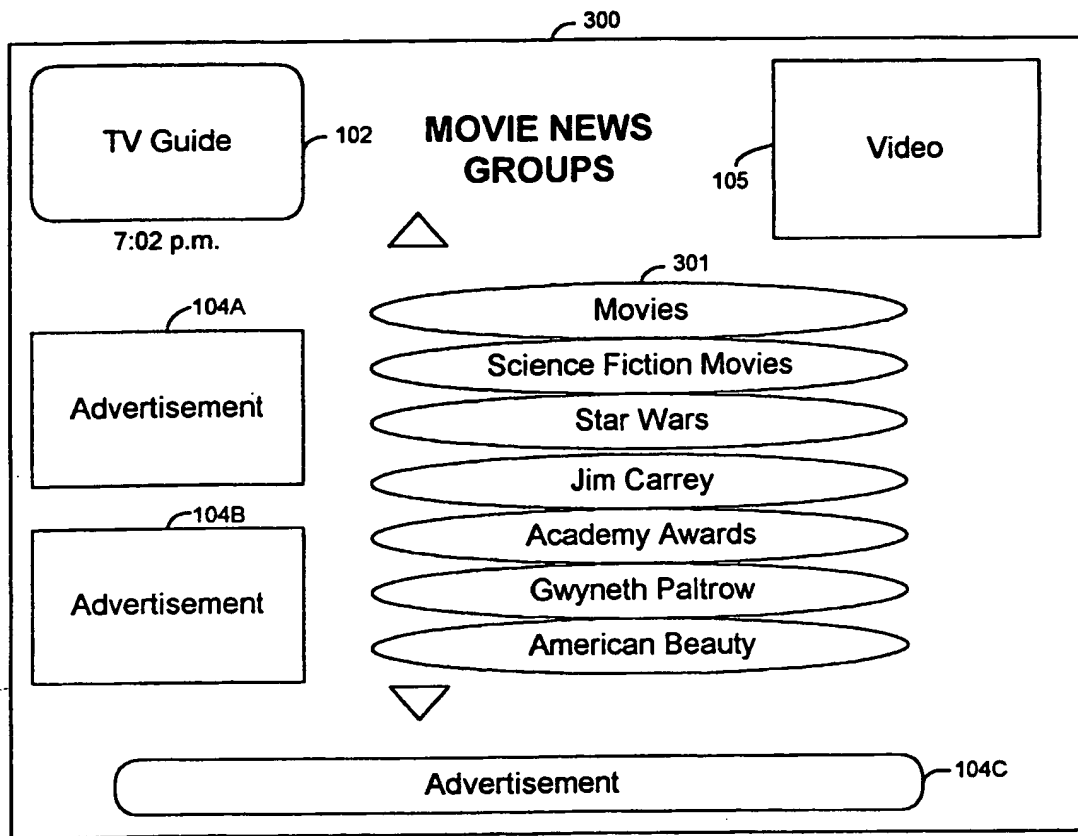 300
TV Guide
102
MOVIE NEWS
GROUPS
105
Video
7:02 p.m.
301
104A
Advertisement
Movies
Science Fiction Movies
Star Wars
Jim Carrey
104B
Advertisement
Academy Awards
Gwyneth Paltrow
American Beauty
Advertisement
104C